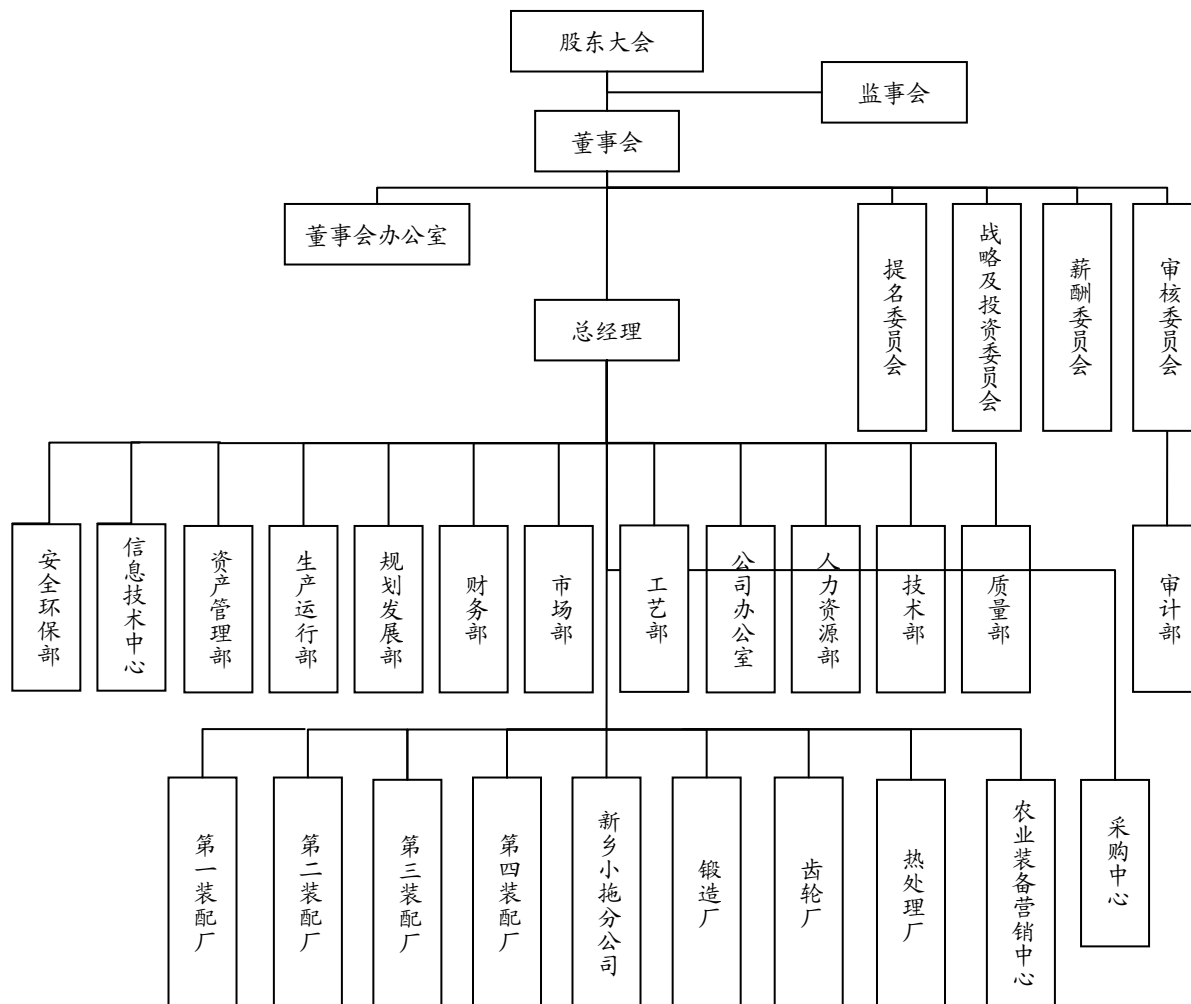 股东大会
监事会
董事会
董事会办公室
提名委员会
战略及投资委员会
薪酬委员会
审核委员会
总经理
安全环保部
信息技术中心
资产管理部
生产运行部
规划发展部
财务部
市场部
工艺部
公司办公室
人力资源部
技术部
质量部
审计部
第一装配厂
第二装配厂
第三装配厂
第四装配厂
新乡小拖分公司
锻造厂
齿轮厂
热处理厂
农业装备营销中心
采购中心